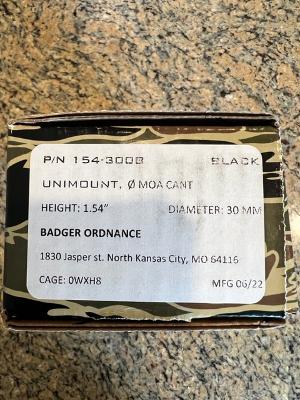 P/N 154-300B BLACK
UNIMOUNT, Ø MOA CANT
HEIGHT: 1.54" DIAMETER: 30 MM
BADGER ORDNANCE
1830 Jasper st. North Kansas City, MO 64116
CAGE: 0WXH8 MFG 06/22